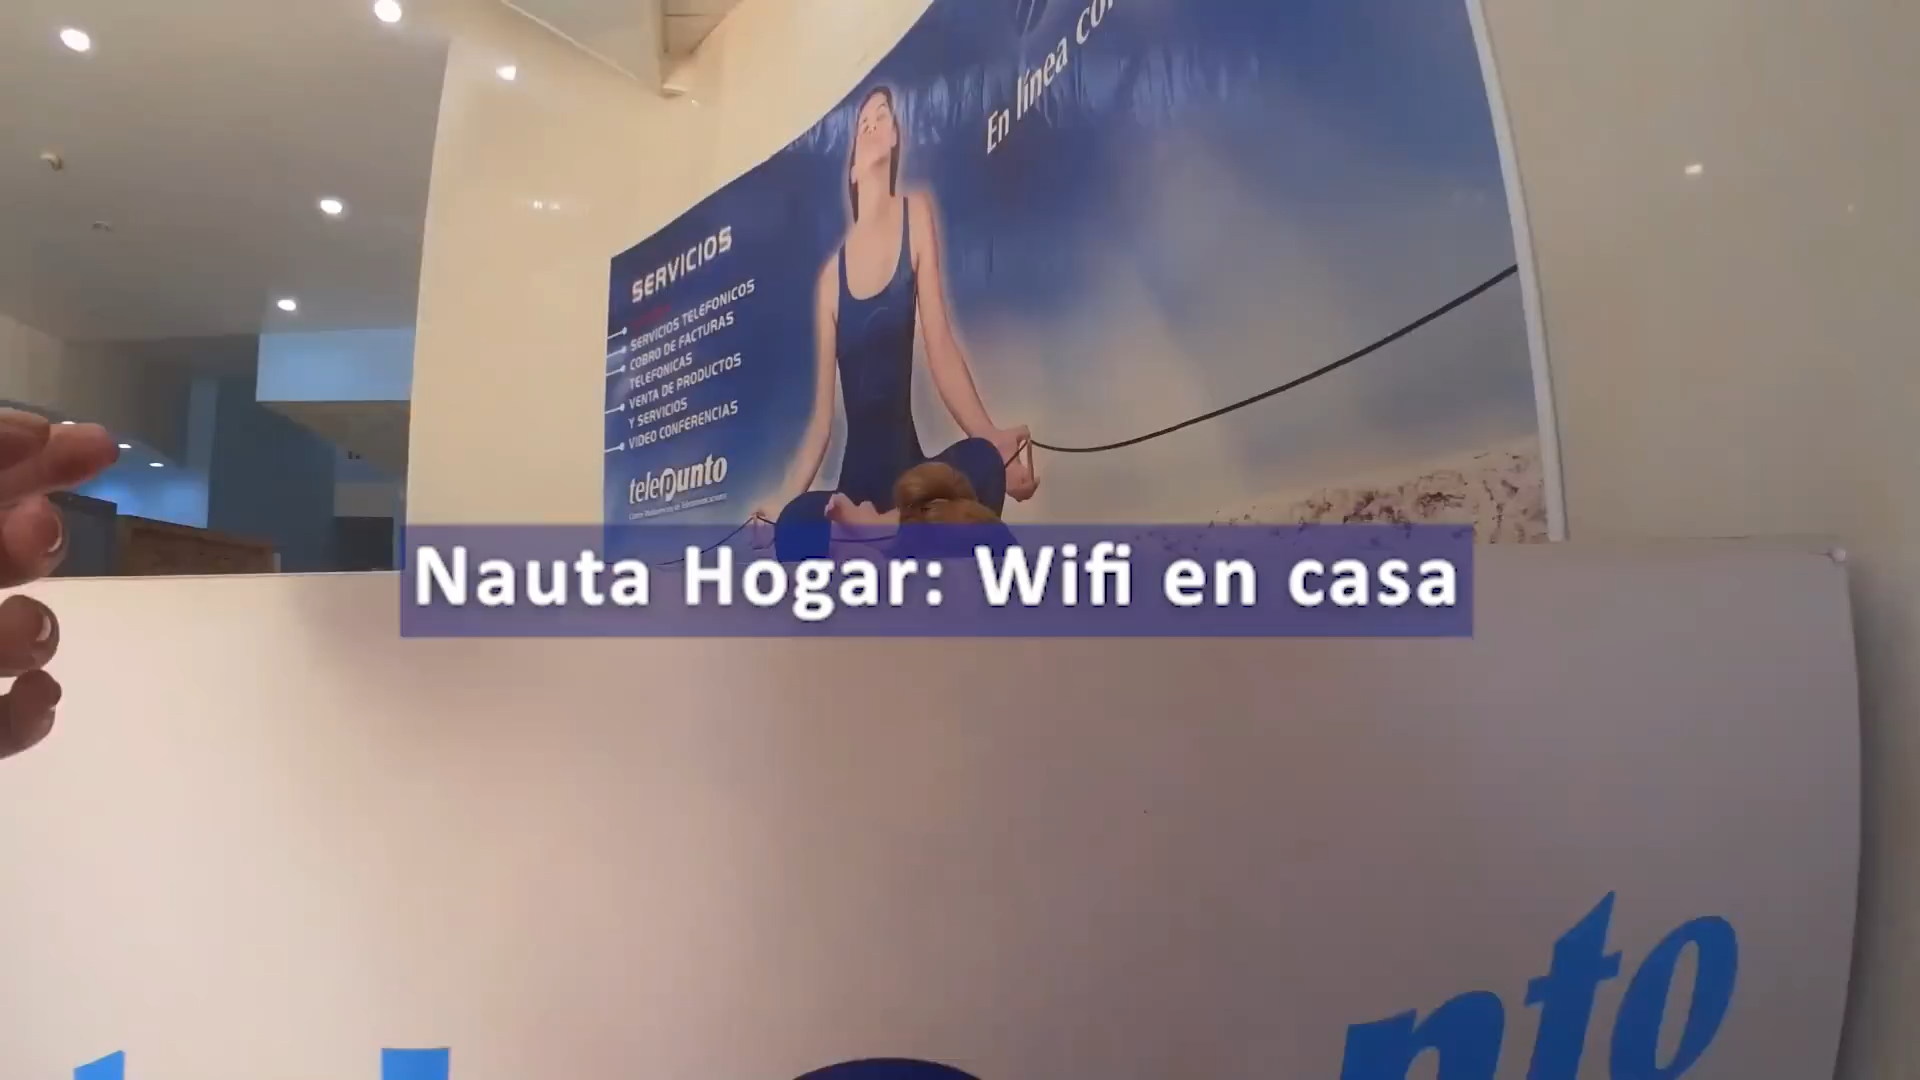 En línea con
SERVICIOS
SERVICIOS TELEFONICOS
COBRO DE FACTURAS
TELEFONICAS
VENTA DE PRODUCTOS
Y SERVICIOS
VIDEO CONFERENCIAS
telepunto
Nauta Hogar: Wifi en casa
nto